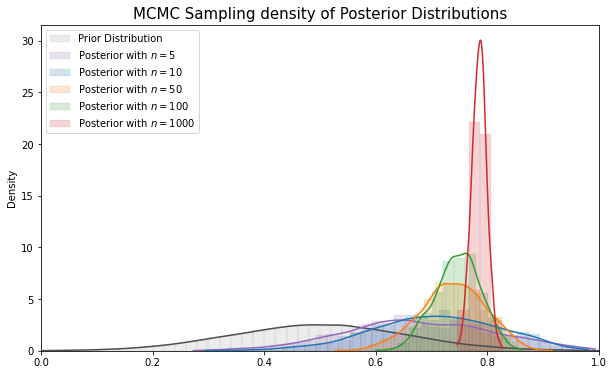 MCMC Sampling density of Posterior Distributions
Prior Distribution
Posterior with n = 5
Posterior with n = 10
Posterior with n = 50
Posterior with n = 100
Posterior with n = 1000
Density
30
25
20
15
10
5
0
0.0 0.2 0.4 0.6 0.8 1.0